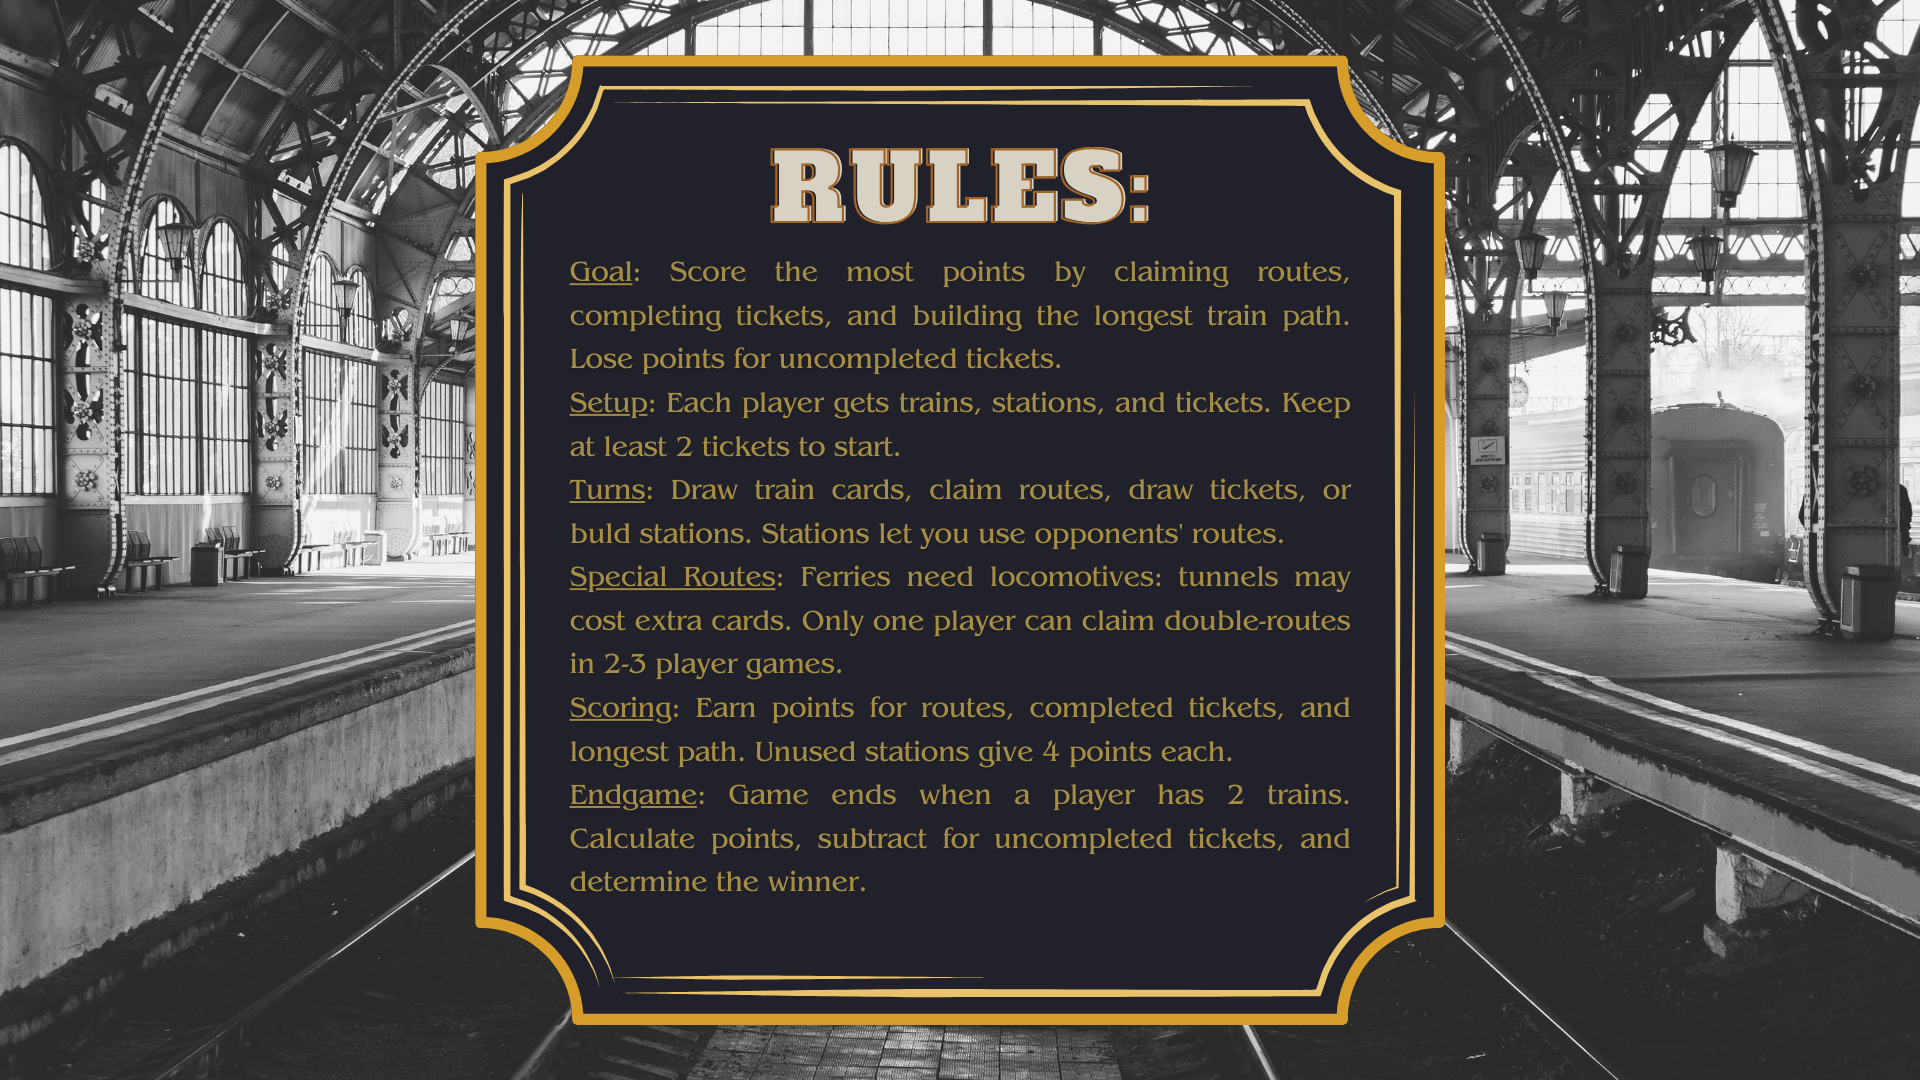 RULES:
Goal: Score the most points by claiming routes,
completing tickets, and building the longest train path.
Lose points for uncompleted tickets.
Setup: Each player gets trains, stations, and tickets. Keep
at least 2 tickets to start.
Turns: Draw train cards, claim routes, draw tickets, or
buld stations. Stations let you use opponents' routes.
Special Routes: Ferries need locomotives: tunnels may
cost extra cards. Only one player can claim double-routes
in 2-3 player games.
Scoring: Earn points for routes, completed tickets, and
longest path. Unused stations give 4 points each.
Endgame: Game ends when a player has 2 trains.
Calculate points, subtract for uncompleted tickets, and
determine the winner.